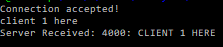 Connection accepted!
client 1 here
Server Received: 4000: CLIENT 1 HERE